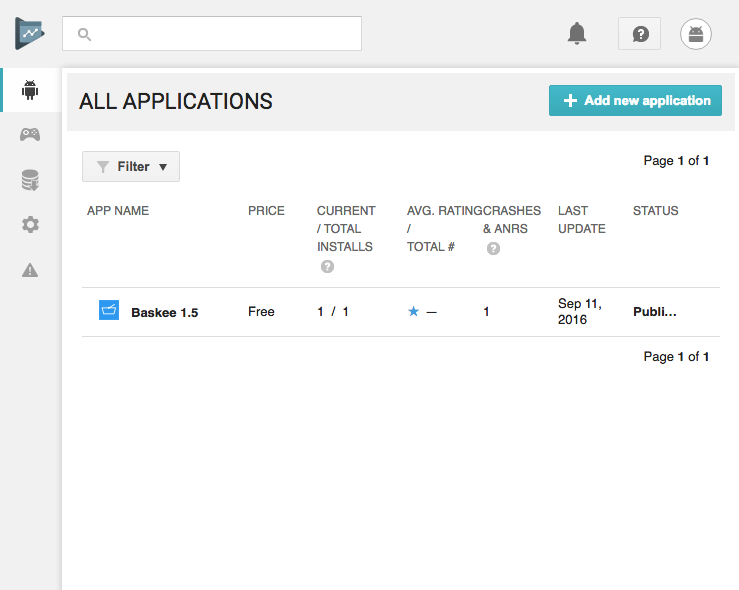 ALL APPLICATIONS
+ Add new application
Filter ▼
Page 1 of 1
APP NAME
PRICE
CURRENT
/ TOTAL
INSTALLS
?
AVG. RATING
/
TOTAL #
CRASHES
& ANRS
?
LAST
UPDATE
STATUS
Baskee 1.5
Free
1 / 1
★ —
1
Sep 11,
2016
Publi...
Page 1 of 1